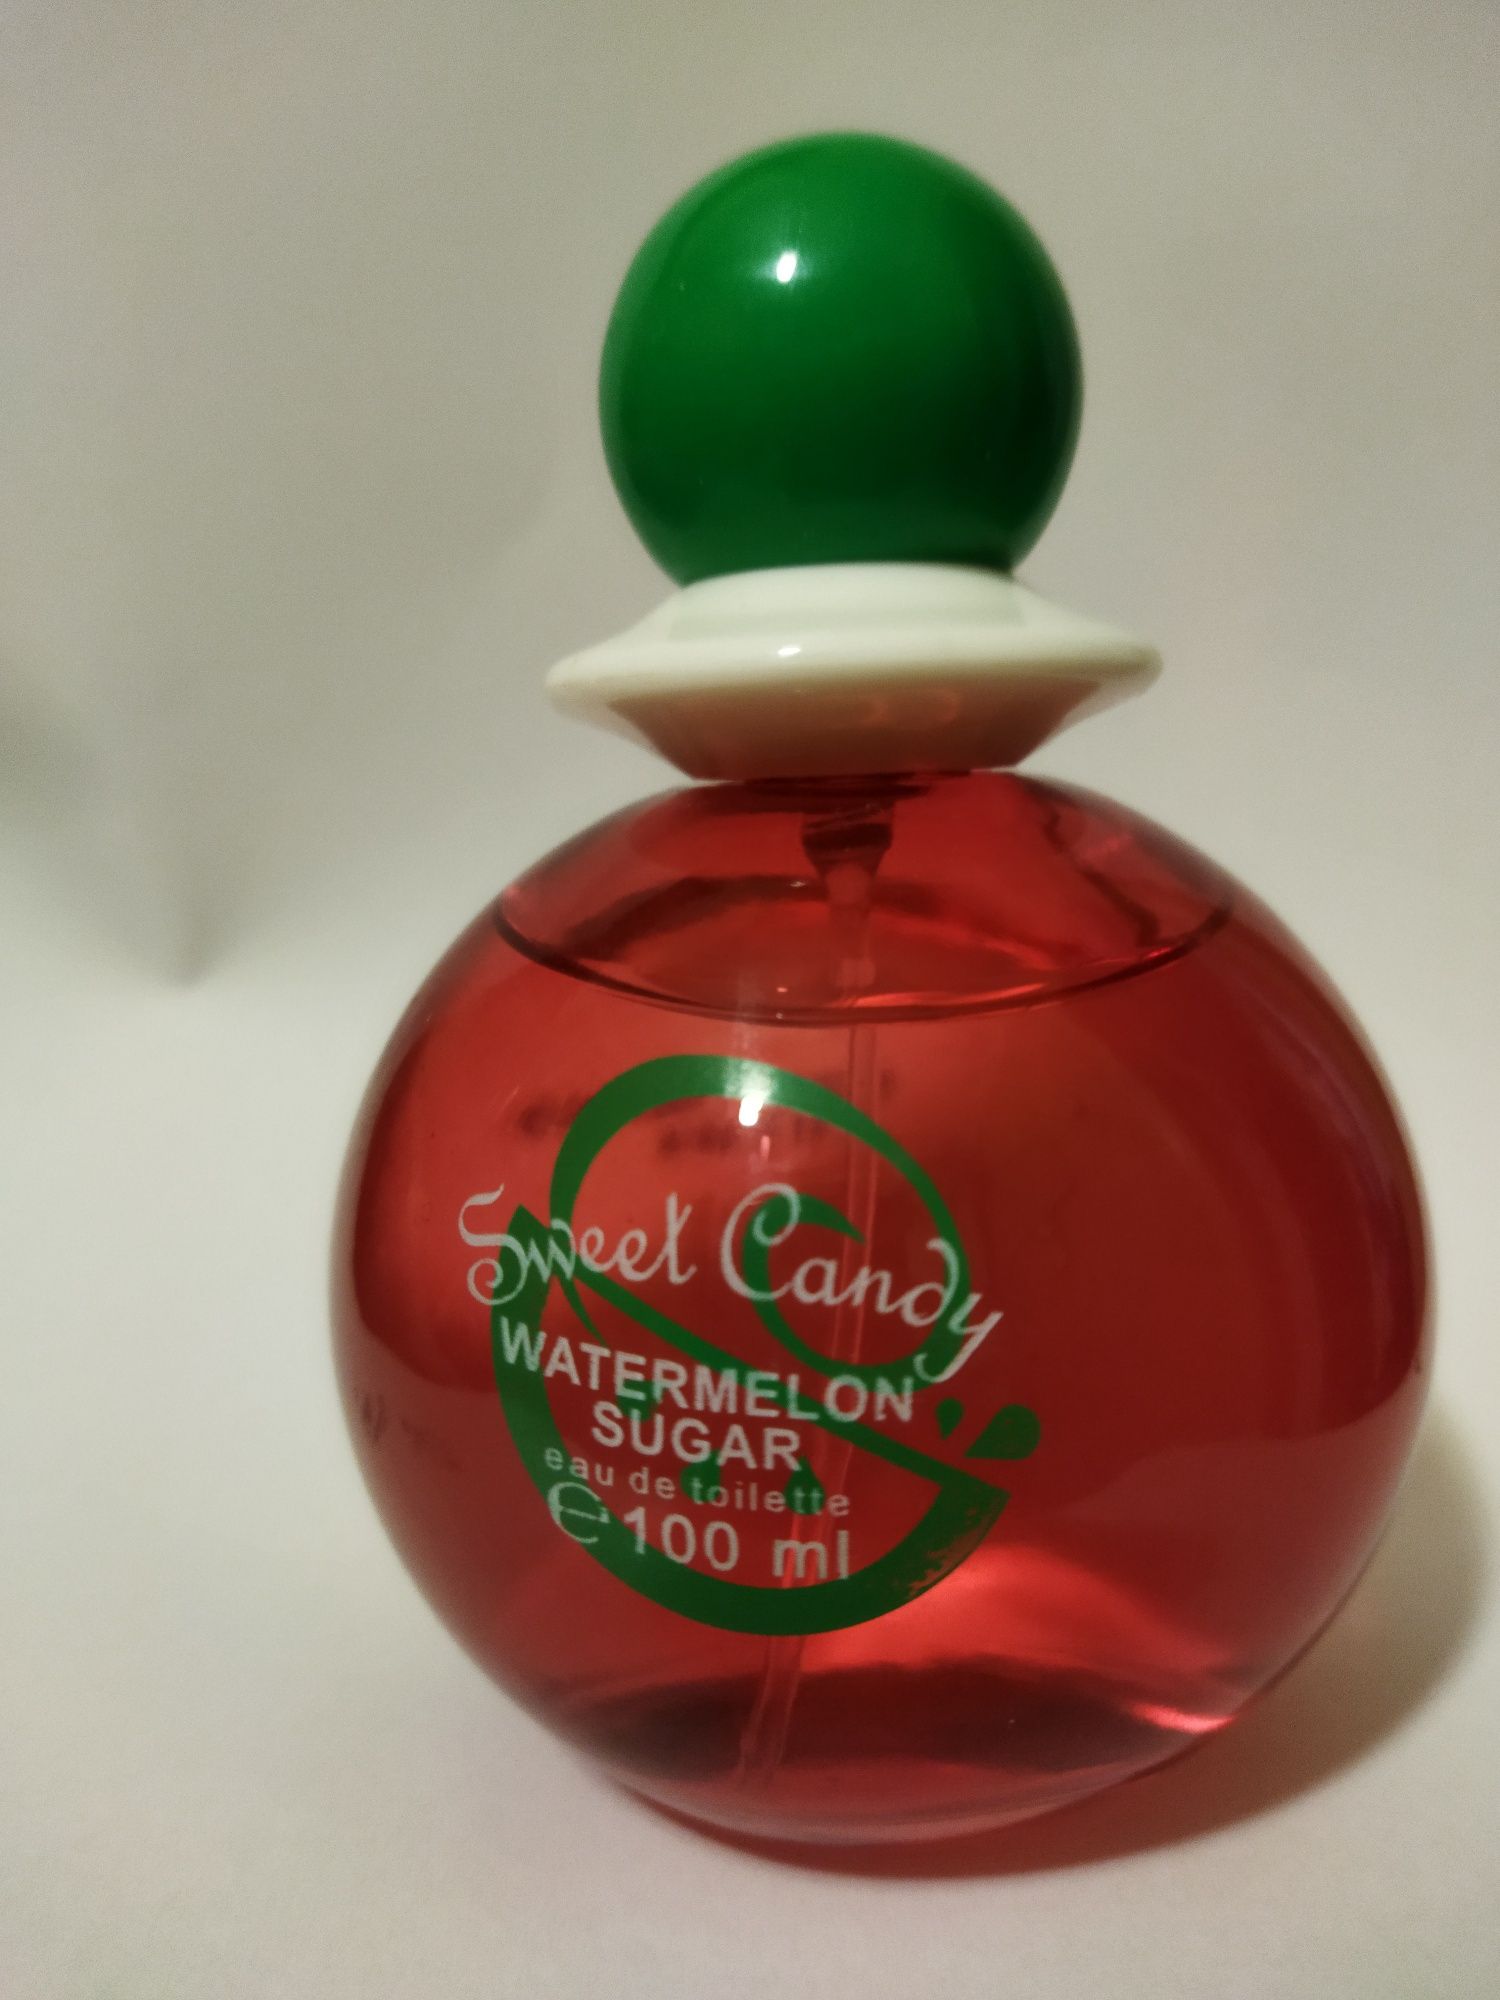 Sweet Candy
WATERMELON
SUGAR
eau de toilette
℮100 ml